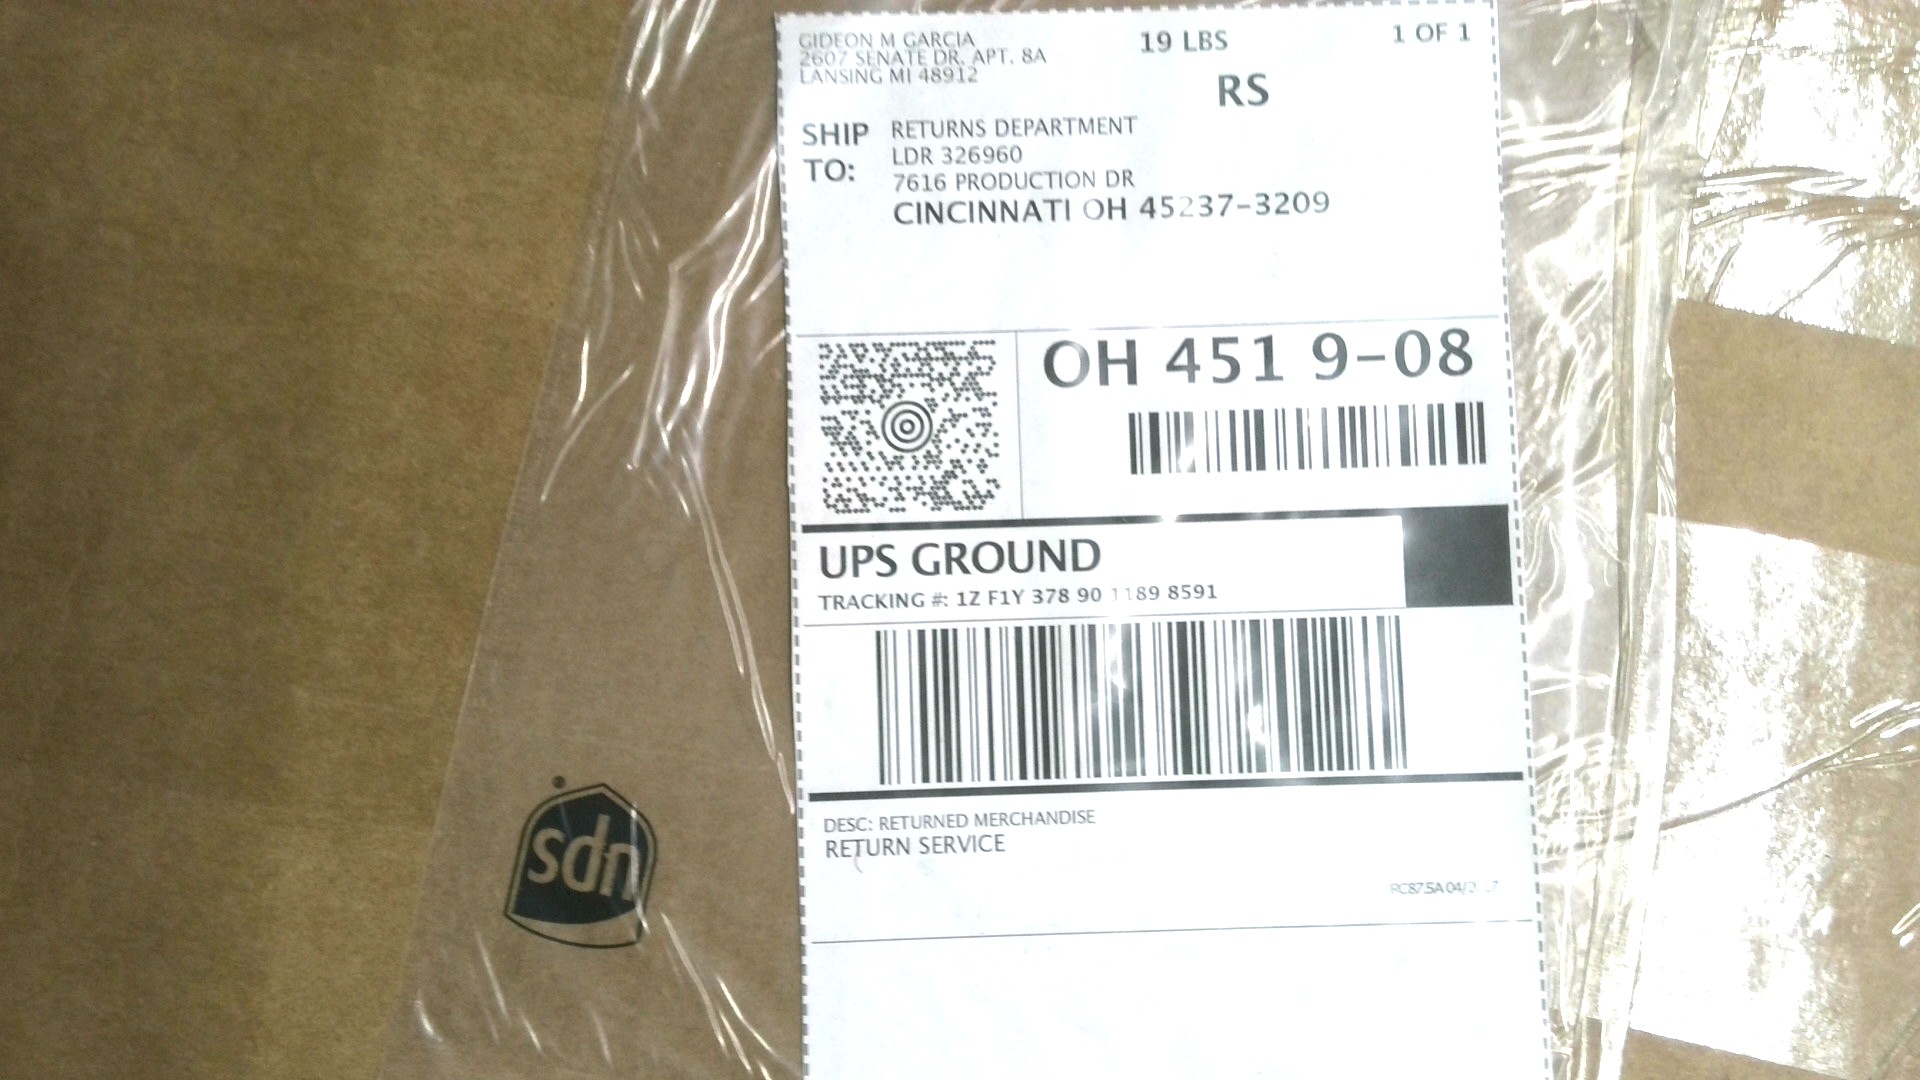 GIDEON M GARCIA
2607 SENATE DR. APT. 8A
LANSING MI 48912
19 LBS
1 OF 1
RS
SHIP TO:
RETURNS DEPARTMENT
LDR 326960
7616 PRODUCTION DR
CINCINNATI OH 45237-3209
OH 451 9-08
UPS GROUND
TRACKING #: 1Z F1Y 378 90 1189 8591
DESC: RETURNED MERCHANDISE
RETURN SERVICE
sdn